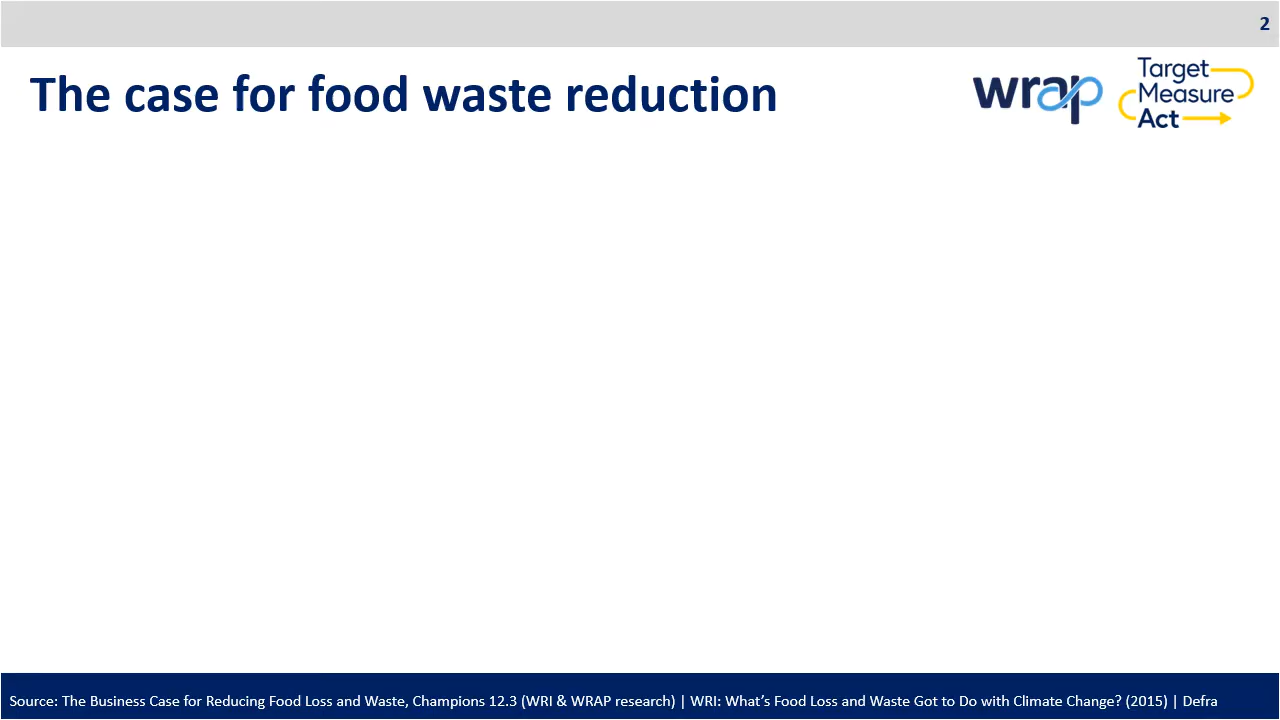 2
The case for food waste reduction
wrap
Target
Measure
Act
Source: The Business Case for Reducing Food Loss and Waste, Champions 12.3 (WRI & WRAP research) | WRI: What’s Food Loss and Waste Got to Do with Climate Change? (2015) | Defra